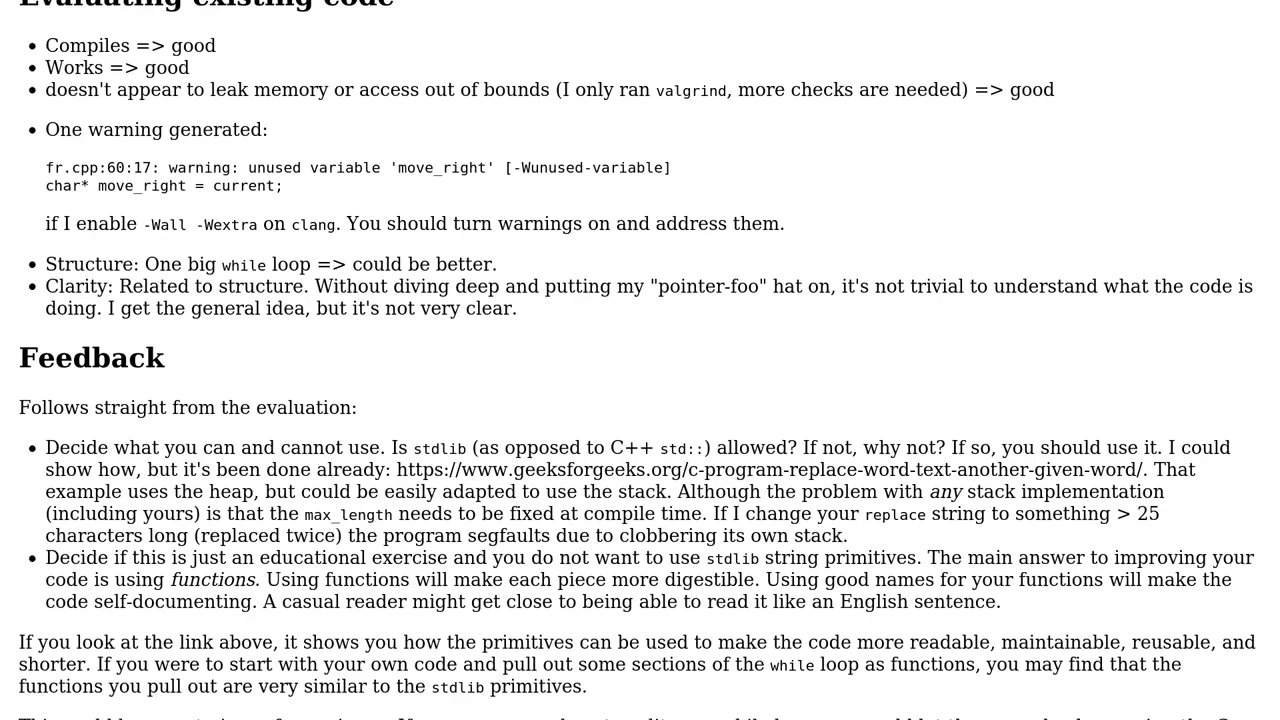 Evaluating existing code
Compiles => good
Works => good
doesn't appear to leak memory or access out of bounds (I only ran valgrind, more checks are needed) => good
One warning generated:
fr.cpp:60:17: warning: unused variable 'move_right' [-Wunused-variable]
char* move_right = current;
if I enable -Wall -Wextra on clang. You should turn warnings on and address them.
Structure: One big while loop => could be better.
Clarity: Related to structure. Without diving deep and putting my "pointer-foo" hat on, it's not trivial to understand what the code is
doing. I get the general idea, but it's not very clear.
Feedback
Follows straight from the evaluation:
Decide what you can and cannot use. Is stdlib (as opposed to C++ std::) allowed? If not, why not? If so, you should use it. I could
show how, but it's been done already: https://www.geeksforgeeks.org/c-program-replace-word-text-another-given-word/. That
example uses the heap, but could be easily adapted to use the stack. Although the problem with any stack implementation
(including yours) is that the max_length needs to be fixed at compile time. If I change your replace string to something > 25
characters long (replaced twice) the program segfaults due to clobbering its own stack.
Decide if this is just an educational exercise and you do not want to use stdlib string primitives. The main answer to improving your
code is using functions. Using functions will make each piece more digestible. Using good names for your functions will make the
code self-documenting. A casual reader might get close to being able to read it like an English sentence.
If you look at the link above, it shows you how the primitives can be used to make the code more readable, maintainable, reusable, and
shorter. If you were to start with your own code and pull out some sections of the while loop as functions, you may find that the
functions you pull out are very similar to the stdlib primitives.